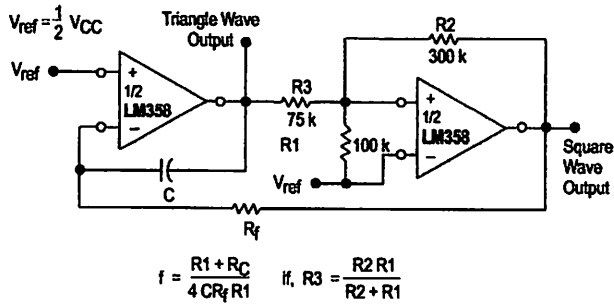 Vref = 1/2 VCC
Triangle Wave
Output
R2
300 k
Vref
+
1/2
LM358
−
R3
75 k
+
1/2
LM358
−
R1
100 k
Vref
Square
Wave
Output
C
Rf
f = R1 + RC / 4 CRf R1 If, R3 = R2 R1 / R2 + R1